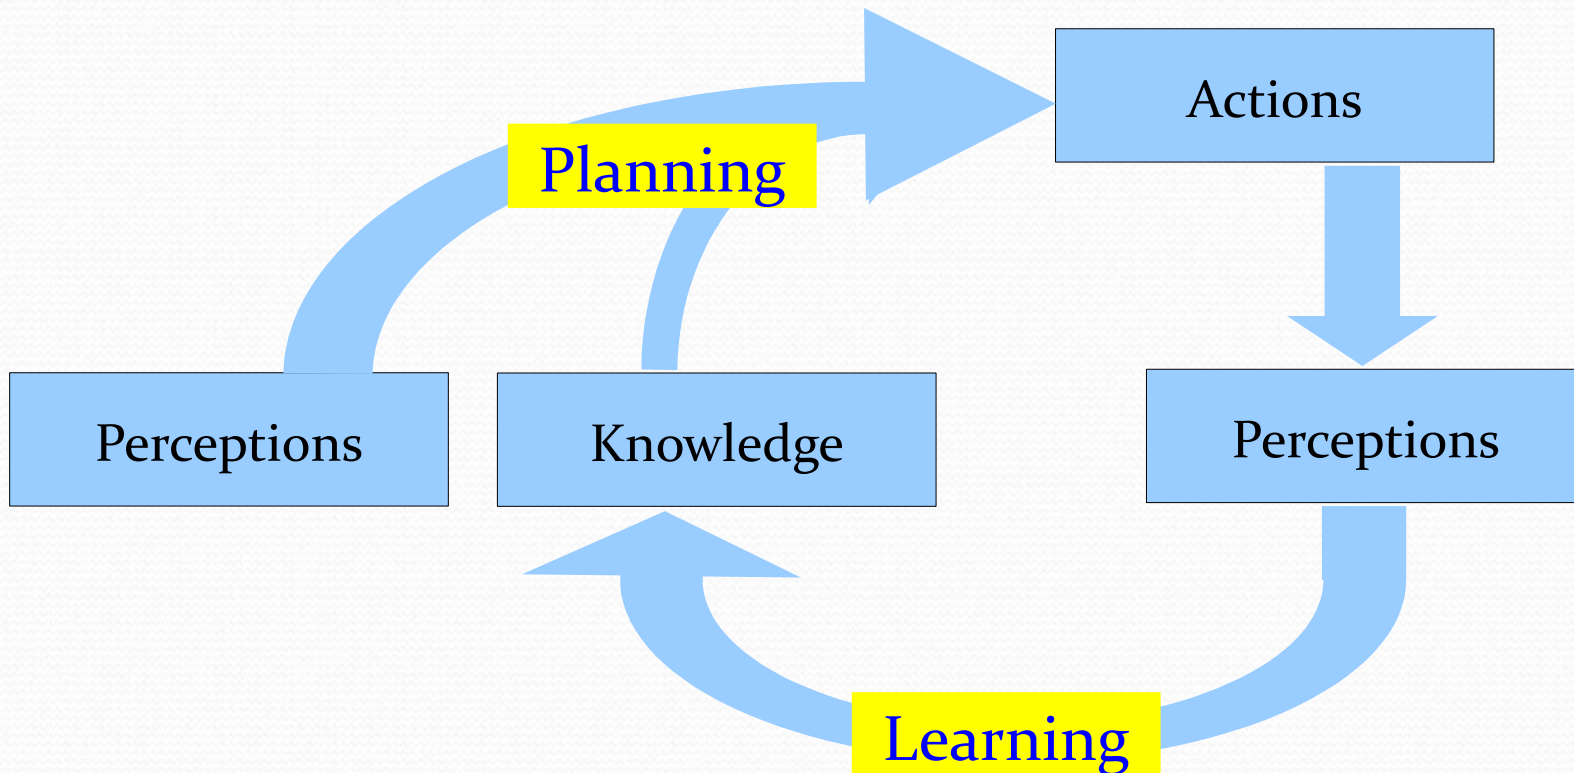 Actions
Planning
Perceptions
Knowledge
Perceptions
Learning